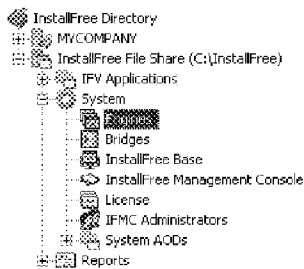 InstallFree Directory
MYCOMPANY
InstallFree File Share (C:\InstallFree)
IFV Applications
System
Engines
Bridges
InstallFree Base
InstallFree Management Console
License
IFMC Administrators
System AODs
Reports